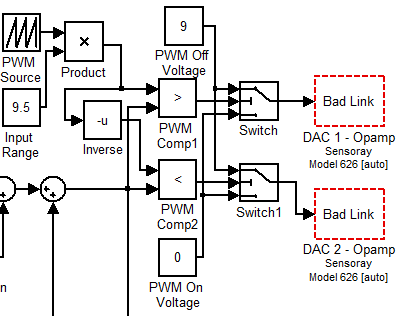 PWM
Source
×
Product
9
PWM Off
Voltage
9.5
Input
Range
-u
Inverse
>
PWM
Comp1
Switch
Bad Link
DAC 1 - Opamp
Sensoray
Model 626 [auto]
<
PWM
Comp2
Switch1
Bad Link
DAC 2 - Opamp
Sensoray
Model 626 [auto]
0
PWM On
Voltage
n